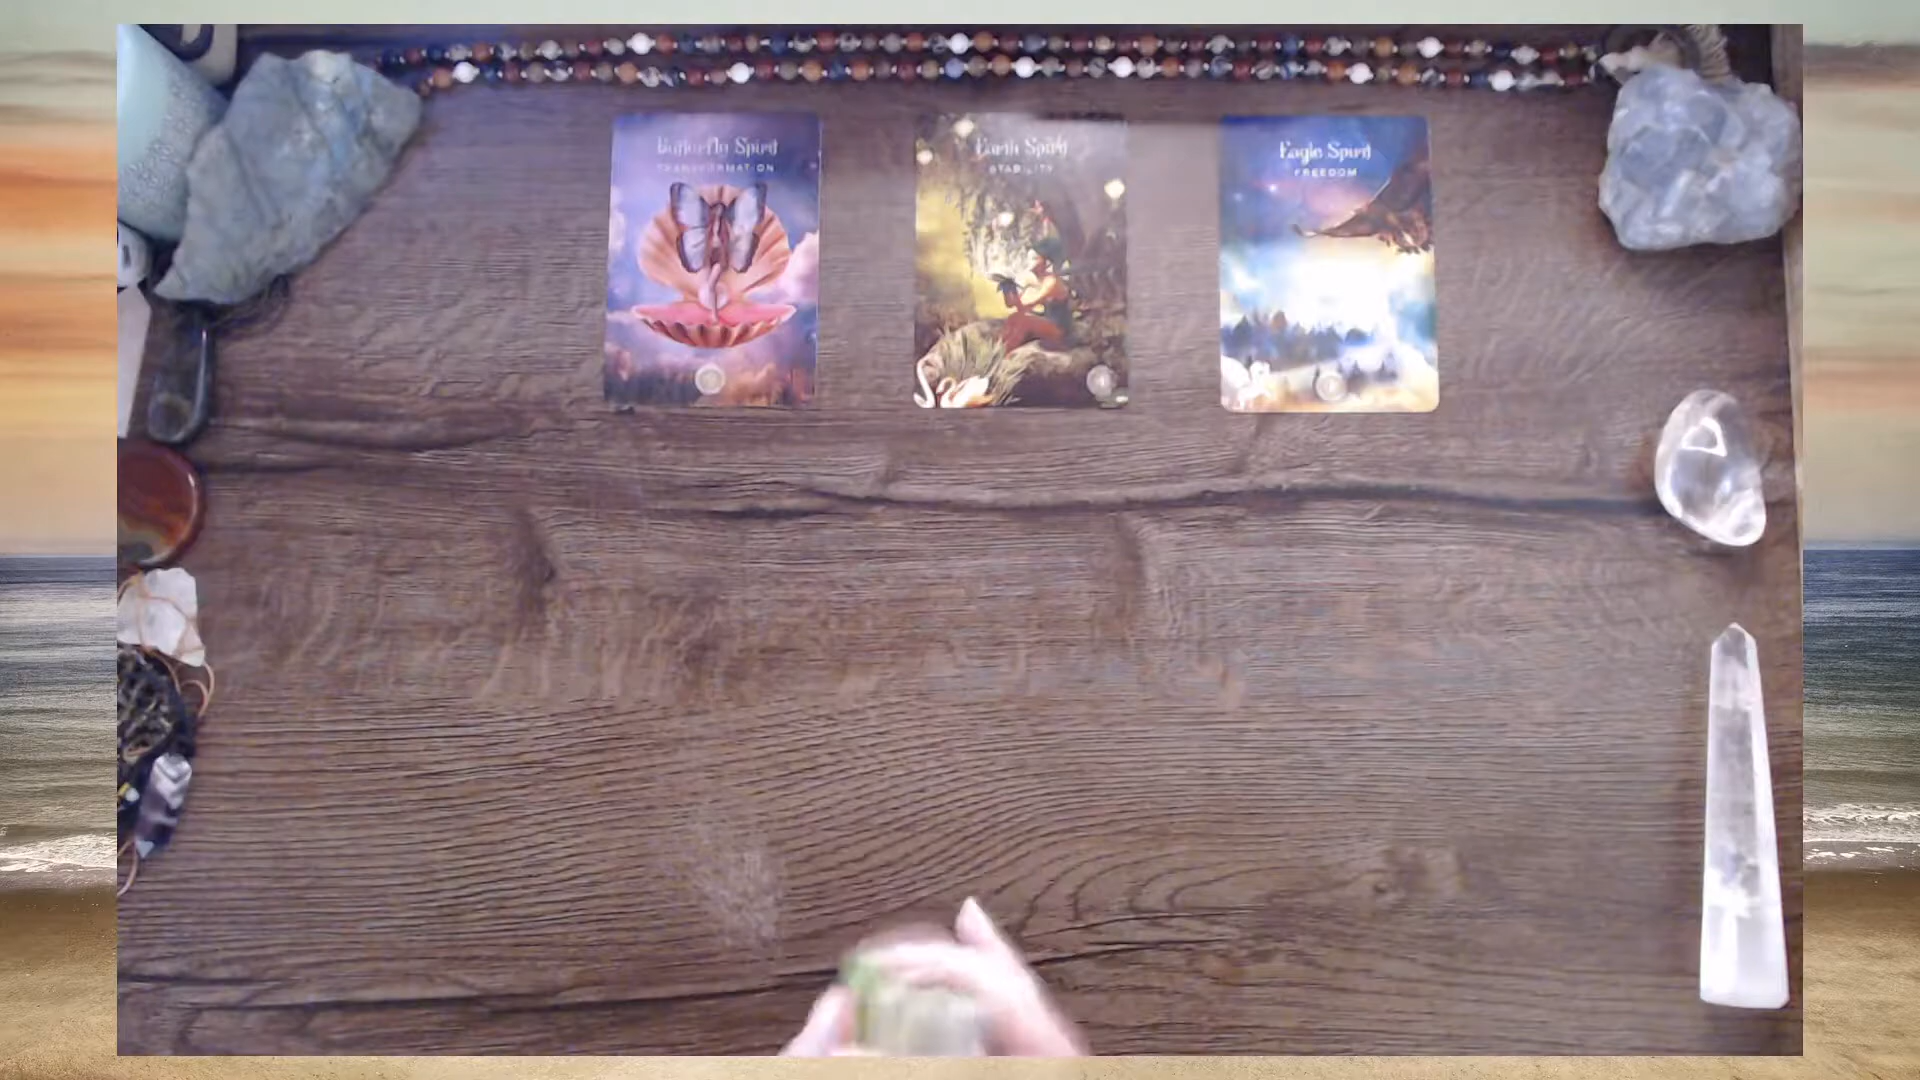 Butterfly Spirit
TRANSFORMATION
Earth Spirit
STABILITY
Eagle Spirit
FREEDOM